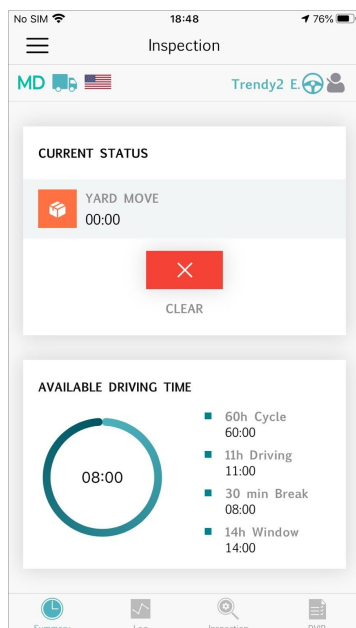 No SIM 18:48 76%
Inspection
MD Trendy2 E.
CURRENT STATUS
YARD MOVE
00:00
CLEAR
AVAILABLE DRIVING TIME
08:00
60h Cycle
60:00
11h Driving
11:00
30 min Break
08:00
14h Window
14:00
Summary Log Inspection DVIR